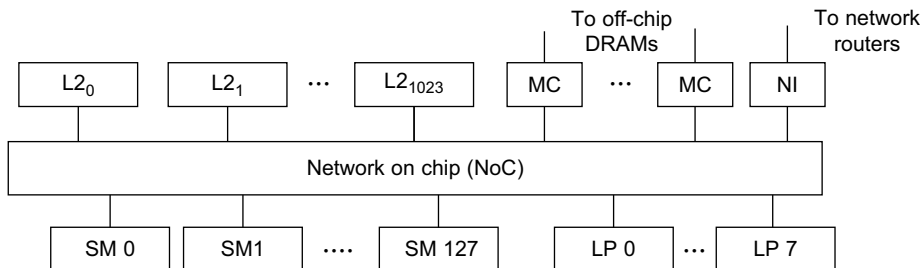 To off-chip
DRAMs
To network
routers
L2₀
L2₁
...
L2₁₀₂₃
MC
...
MC
NI
Network on chip (NoC)
SM 0
SM1
....
SM 127
LP 0
...
LP 7